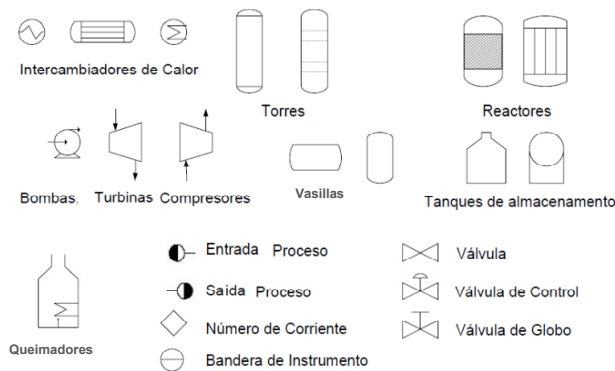 Intercambiadores de Calor
Torres
Reactores
Bombas.
Turbinas
Compresores
Vasillas
Tanques de almacenamento
Queimadores
Entrada Proceso
Saída Proceso
Número de Corriente
Bandera de Instrumento
Válvula
Válvula de Control
Válvula de Globo